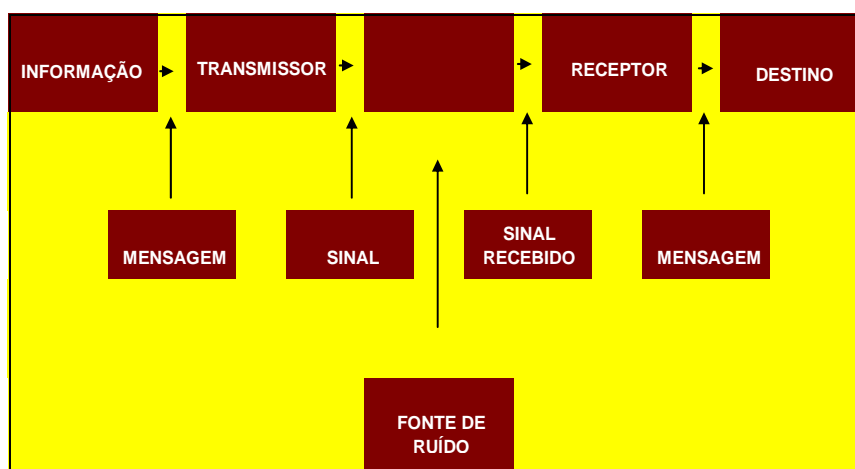 INFORMAÇÃO
TRANSMISSOR
RECEPTOR
DESTINO
MENSAGEM
SINAL
SINAL
RECEBIDO
MENSAGEM
FONTE DE
RUÍDO